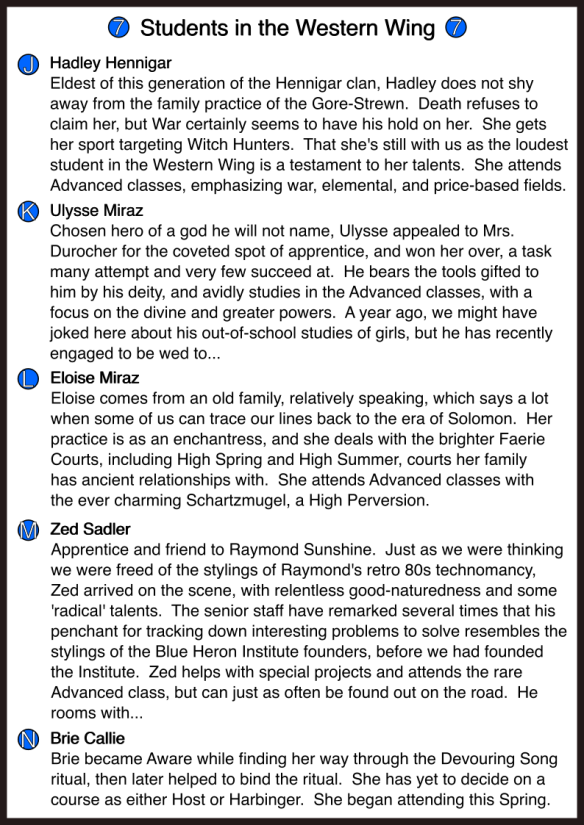 7 Students in the Western Wing 7
J Hadley Hennigar
Eldest of this generation of the Hennigar clan, Hadley does not shy
away from the family practice of the Gore-Strewn.  Death refuses to
claim her, but War certainly seems to have his hold on her.  She gets
her sport targeting Witch Hunters.  That she's still with us as the loudest
student in the Western Wing is a testament to her talents.  She attends
Advanced classes, emphasizing war, elemental, and price-based fields.
K Ulysse Miraz
Chosen hero of a god he will not name, Ulysse appealed to Mrs.
Durocher for the coveted spot of apprentice, and won her over, a task
many attempt and very few succeed at.  He bears the tools gifted to
him by his deity, and avidly studies in the Advanced classes, with a
focus on the divine and greater powers.  A year ago, we might have
joked here about his out-of-school studies of girls, but he has recently
engaged to be wed to...
L Eloise Miraz
Eloise comes from an old family, relatively speaking, which says a lot
when some of us can trace our lines back to the era of Solomon.  Her
practice is as an enchantress, and she deals with the brighter Faerie
Courts, including High Spring and High Summer, courts her family
has ancient relationships with.  She attends Advanced classes with
the ever charming Schartzmugel, a High Perversion.
M Zed Sadler
Apprentice and friend to Raymond Sunshine.  Just as we were thinking
we were freed of the stylings of Raymond's retro 80s technomancy,
Zed arrived on the scene, with relentless good-naturedness and some
'radical' talents.  The senior staff have remarked several times that his
penchant for tracking down interesting problems to solve resembles the
stylings of the Blue Heron Institute founders, before we had founded
the Institute.  Zed helps with special projects and attends the rare
Advanced class, but can just as often be found out on the road.  He
rooms with...
N Brie Callie
Brie became Aware while finding her way through the Devouring Song
ritual, then later helped to bind the ritual.  She has yet to decide on a
course as either Host or Harbinger.  She began attending this Spring.